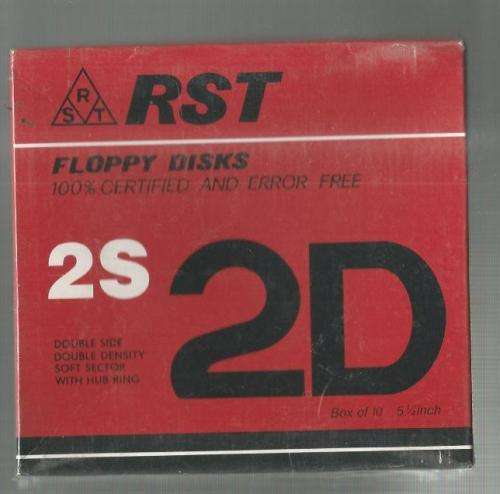 R
S T
RST
FLOPPY DISKS
100% CERTIFIED AND ERROR FREE
2S 2D
DOUBLE SIDE
DOUBLE DENSITY
SOFT SECTOR
WITH HUB RING
Box of 10 5¼inch